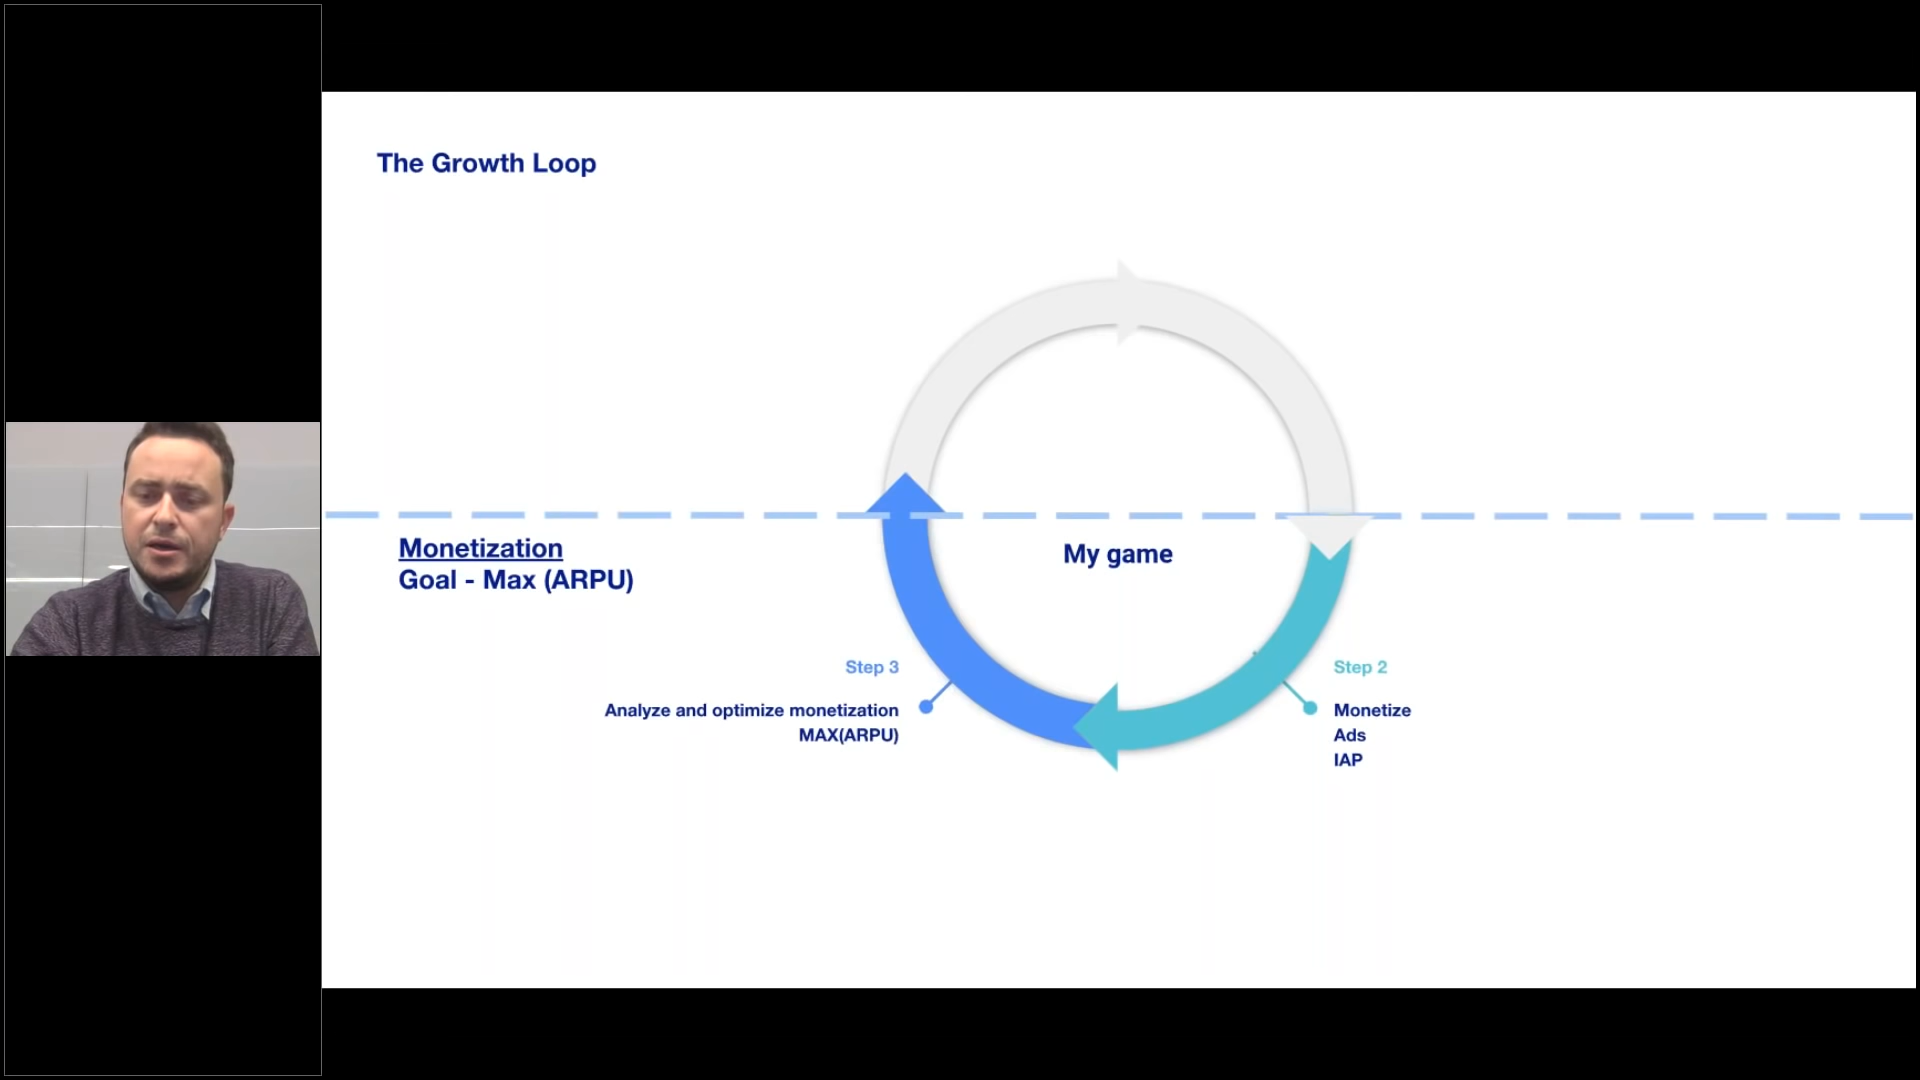 The Growth Loop
Monetization
Goal - Max (ARPU)
My game
Step 3
Analyze and optimize monetization
MAX(ARPU)
Step 2
Monetize
Ads
IAP